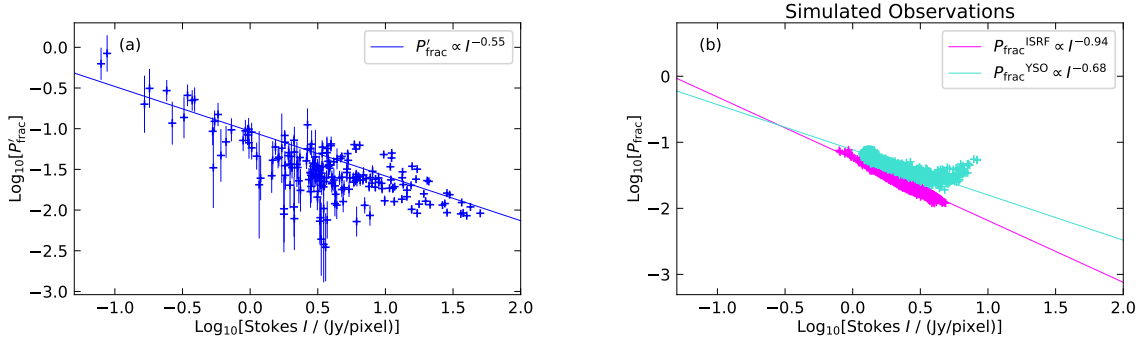 (a)
P′frac ∝ I−0.55
0.0
−0.5
−1.0
−1.5
−2.0
−2.5
−3.0
Log10[P′frac]
−1.0
−0.5
0.0
0.5
1.0
1.5
2.0
Log10[Stokes I / (Jy/pixel)]
Simulated Observations
(b)
PfracISRF ∝ I−0.94
PfracYSO ∝ I−0.68
1
0
−1
−2
−3
Log10[Pfrac]
−1.0
−0.5
0.0
0.5
1.0
1.5
2.0
Log10[Stokes I / (Jy/pixel)]